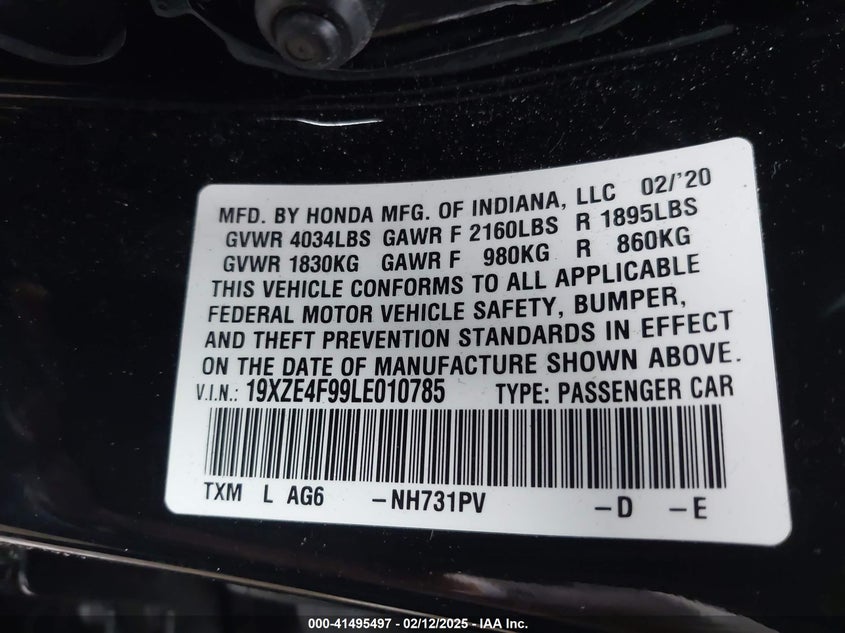 MFD. BY HONDA MFG. OF INDIANA, LLC 02/'20
GVWR 4034LBS GAWR F 2160LBS R 1895LBS
GVWR 1830KG GAWR F 980KG R 860KG
THIS VEHICLE CONFORMS TO ALL APPLICABLE
FEDERAL MOTOR VEHICLE SAFETY, BUMPER,
AND THEFT PREVENTION STANDARDS IN EFFECT
ON THE DATE OF MANUFACTURE SHOWN ABOVE.
V.I.N.: 19XZE4F99LE010785 TYPE: PASSENGER CAR
TXM L AG6 –NH731PV –D –E
000-41495497 - 02/12/2025 - IAA Inc.